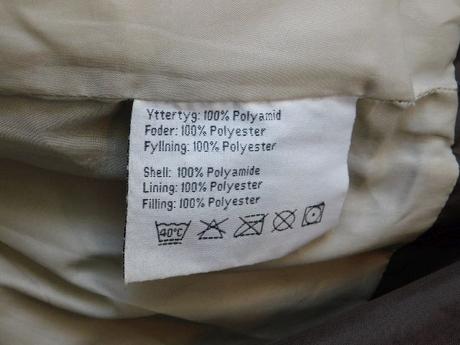 Yttertyg: 100% Polyamid
Foder: 100% Polyester
Fyllning: 100% Polyester
Shell: 100% Polyamide
Lining: 100% Polyester
Filling: 100% Polyester
40°C